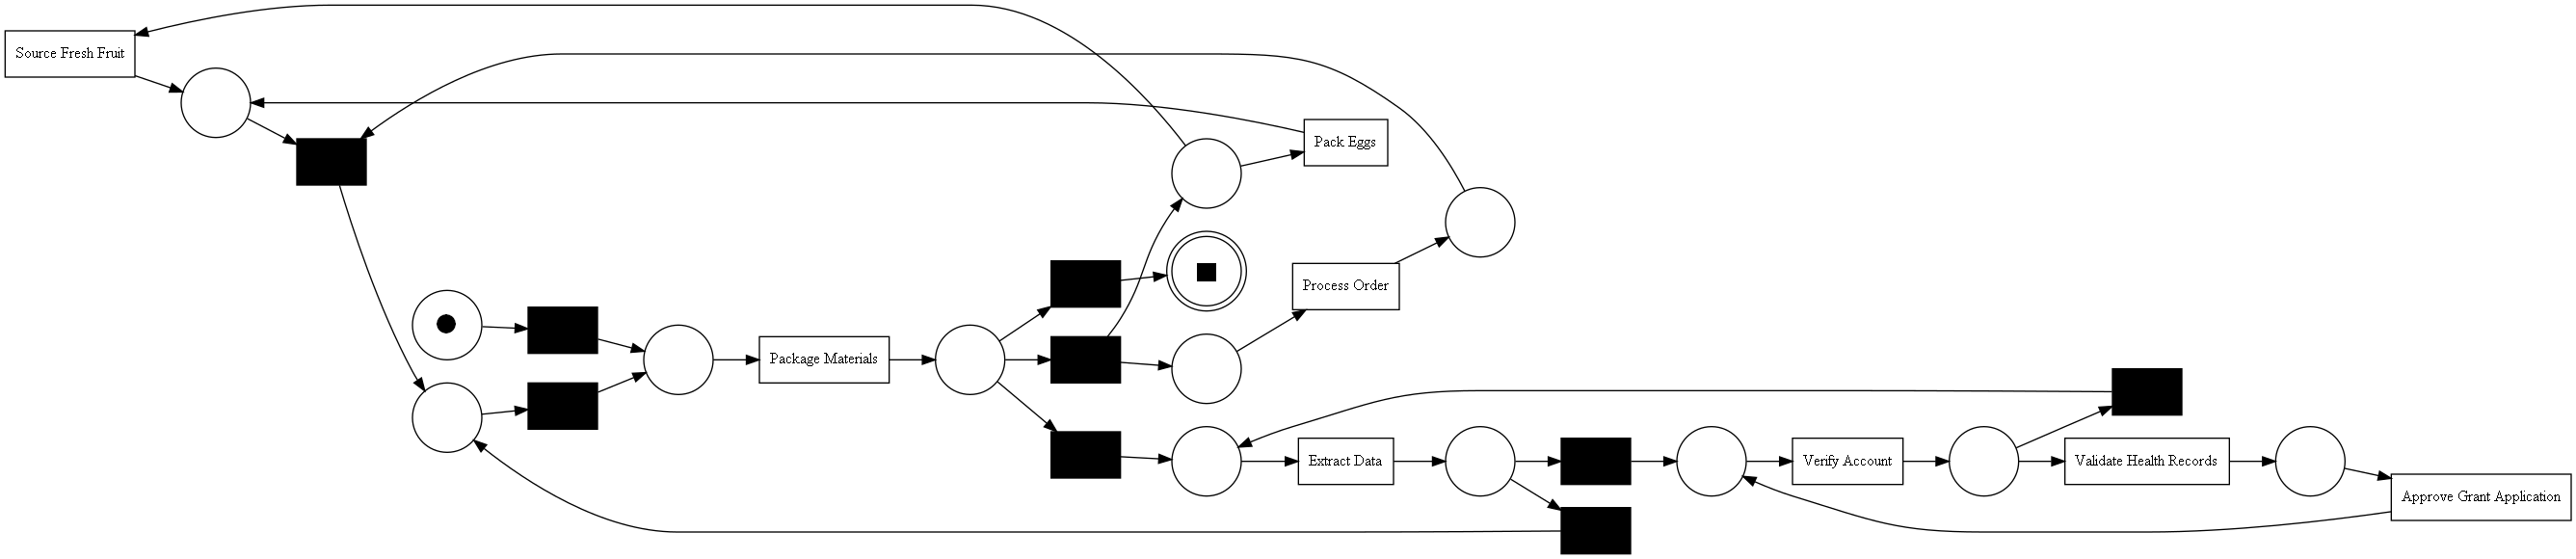 Source Fresh Fruit
Pack Eggs
Process Order
Package Materials
Extract Data
Verify Account
Validate Health Records
Approve Grant Application